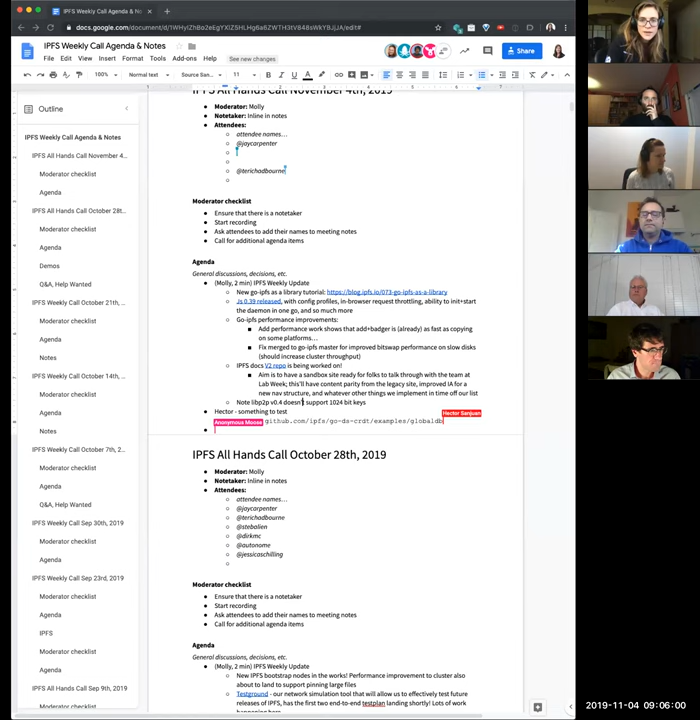 IPFS Weekly Call Agenda & N
IPFS Weekly Call Agenda & Notes
File Edit View Insert Format Tools Add-ons Help
See new changes
Share
100%
Normal text
Source San...
11
Outline
IPFS Weekly Call Agenda & Notes
IPFS All Hands Call November 4...
Moderator checklist
Agenda
IPFS All Hands Call October 28t...
Moderator checklist
Agenda
Demos
Q&A, Help Wanted
IPFS All Hands Call October 21t...
Moderator checklist
Agenda
Notes
IPFS All Hands Call October 14t...
Moderator checklist
Agenda
Notes
IPFS Weekly Call October 7th, 2...
Moderator checklist
Agenda
Q&A, Help Wanted
IPFS Weekly Call Sep 30th, 2019
Moderator checklist
Agenda
IPFS Weekly Call Sep 23rd, 2019
Agenda
IPFS
Moderator checklist
Agenda
IPFS All Hands Call Sep 9th, 2019
Moderator checklist
IPFS All Hands Call November 4th, 2019
Moderator: Molly
Notetaker: Inline in notes
Attendees:
attendee names…
@jaycarpenter
@terichadbourne
Moderator checklist
Ensure that there is a notetaker
Start recording
Ask attendees to add their names to meeting notes
Call for additional agenda items
Agenda
General discussions, decisions, etc.
(Molly, 2 min) IPFS Weekly Update
New go-ipfs as a library tutorial: https://blog.ipfs.io/073-go-ipfs-as-a-library
Js 0.39 released, with config profiles, in-browser request throttling, ability to init+start
the daemon in one go, and so much more
Go-ipfs performance improvements:
Add performance work shows that add+badger is (already) as fast as copying
on some platforms…
Fix merged to go-ipfs master for improved bitswap performance on slow disks
(should increase cluster throughput)
IPFS docs V2 repo is being worked on!
Aim is to have a sandbox site ready for folks to talk through with the team at
Lab Week; this'll have content parity from the legacy site, improved IA for a
new nav structure, and whatever other things we implement in time off our list
Note libp2p v0.4 doesn't support 1024 bit keys
Hector - something to test
Hector Sanjuan
Anonymous Moose
github.com/ipfs/go-ds-crdt/examples/globaldb
IPFS All Hands Call October 28th, 2019
Moderator: Molly
Notetaker: Inline in notes
Attendees:
attendee names…
@jaycarpenter
@terichadbourne
@stebalien
@dirkmc
@autonome
@jessicaschilling
Moderator checklist
Ensure that there is a notetaker
Start recording
Ask attendees to add their names to meeting notes
Call for additional agenda items
Agenda
General discussions, decisions, etc.
(Molly, 2 min) IPFS Weekly Update
New IPFS bootstrap nodes in the works! Performance improvement to cluster also
about to land to support pinning large files
Testground - our network simulation tool that will allow us to effectively test future
releases of IPFS, has the first two end-to-end testplan landing shortly! Lots of work
2019-11-04 09:06:00